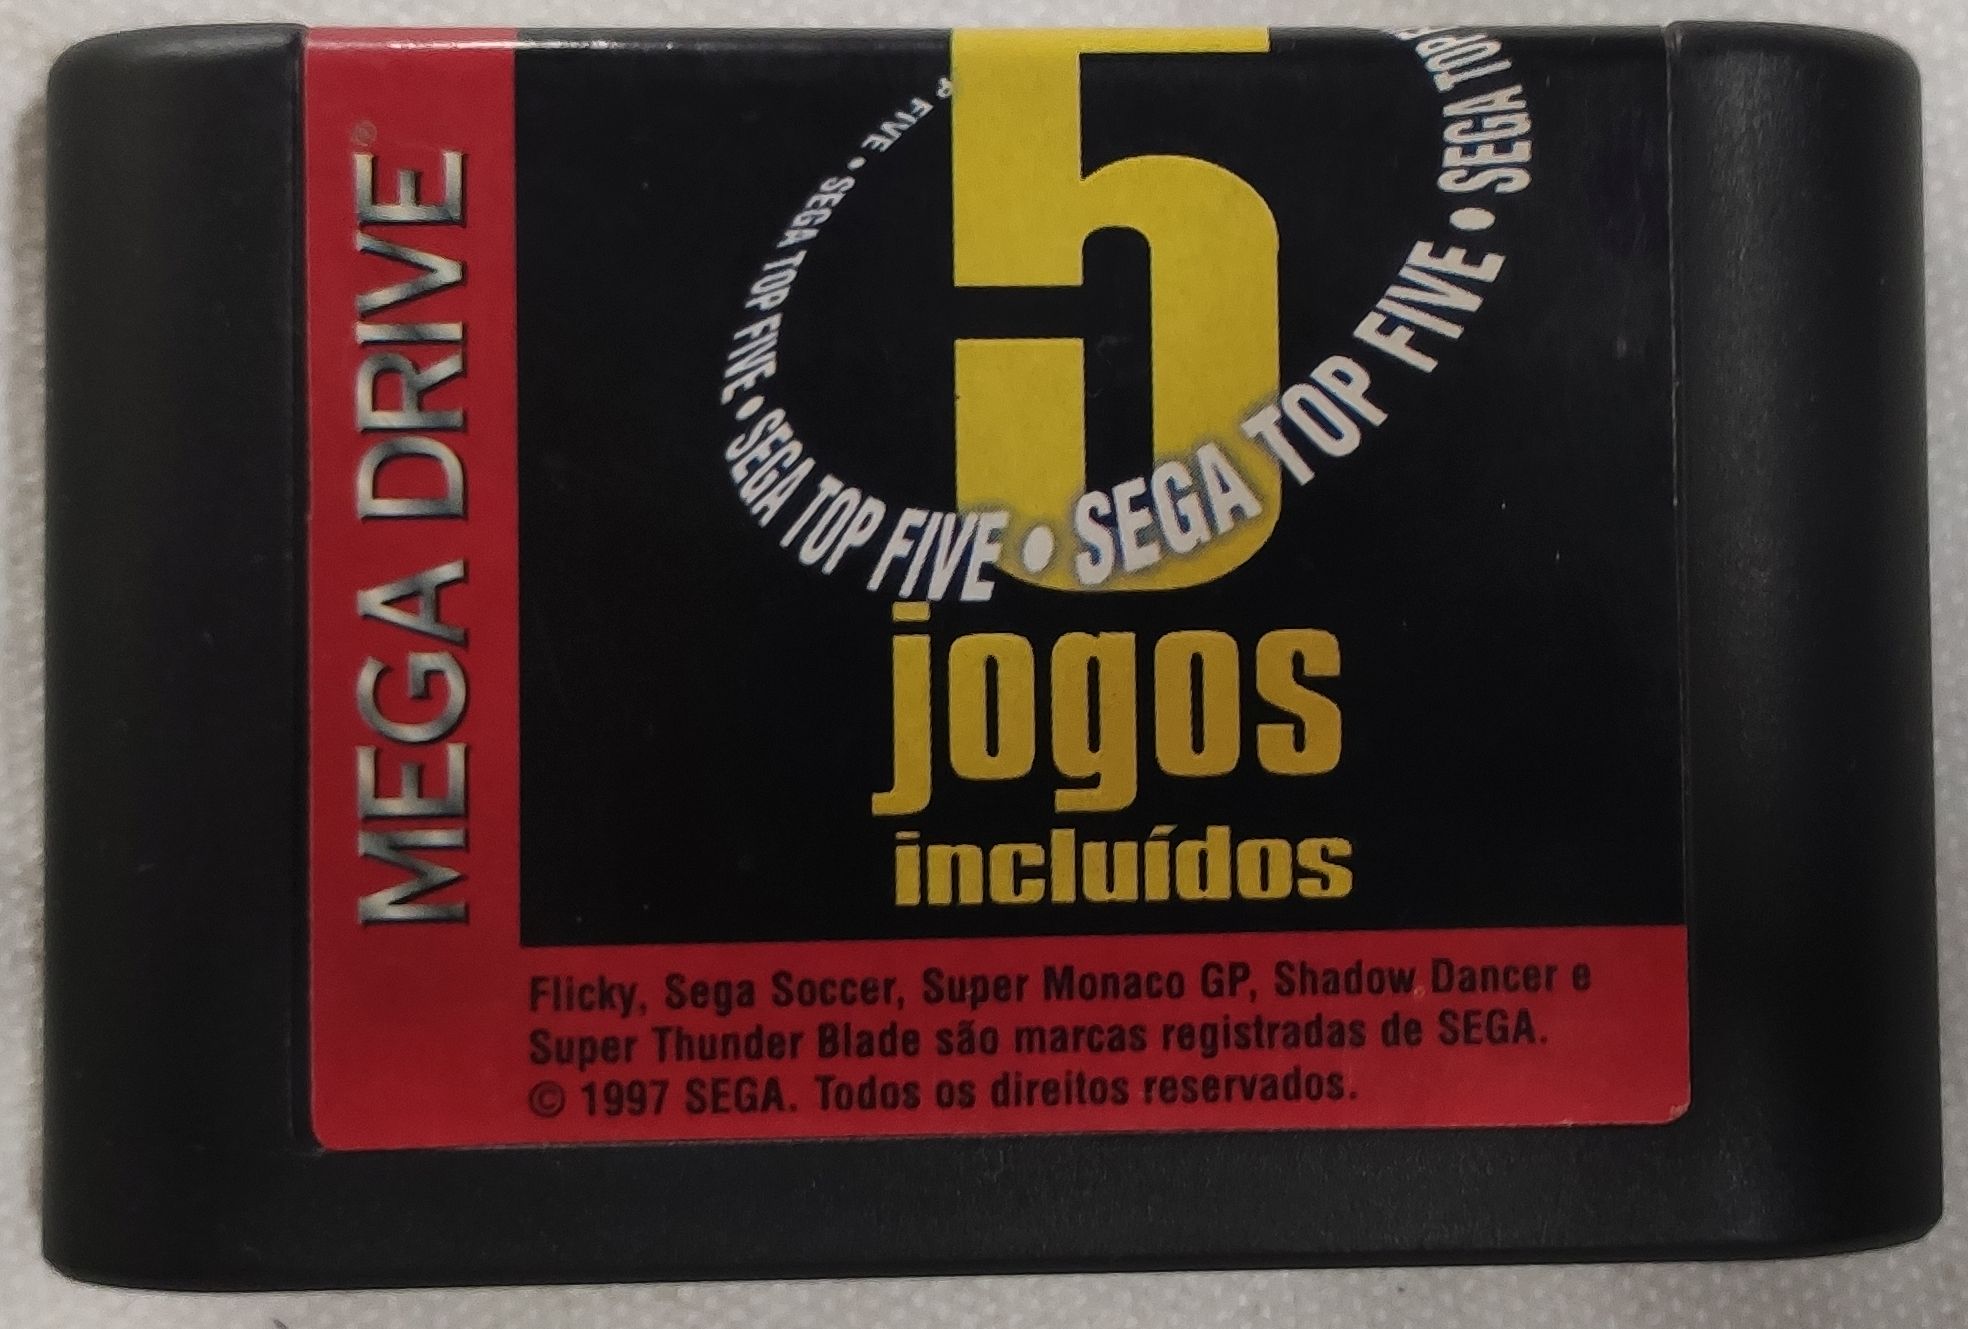 MEGA DRIVE®
5
P FIVE • SEGA TOP FIVE • SEGA TOP FIVE • SEGA TOP FIVE • SEGA TOP
jogos
incluídos
Flicky, Sega Soccer, Super Monaco GP, Shadow Dancer e
Super Thunder Blade são marcas registradas de SEGA.
© 1997 SEGA. Todos os direitos reservados.